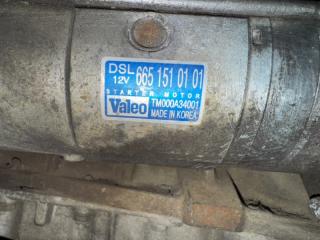 DSL 665 151 01 01
12V
STARTER MOTOR
Valeo TM000A34001
MADE IN KOREA